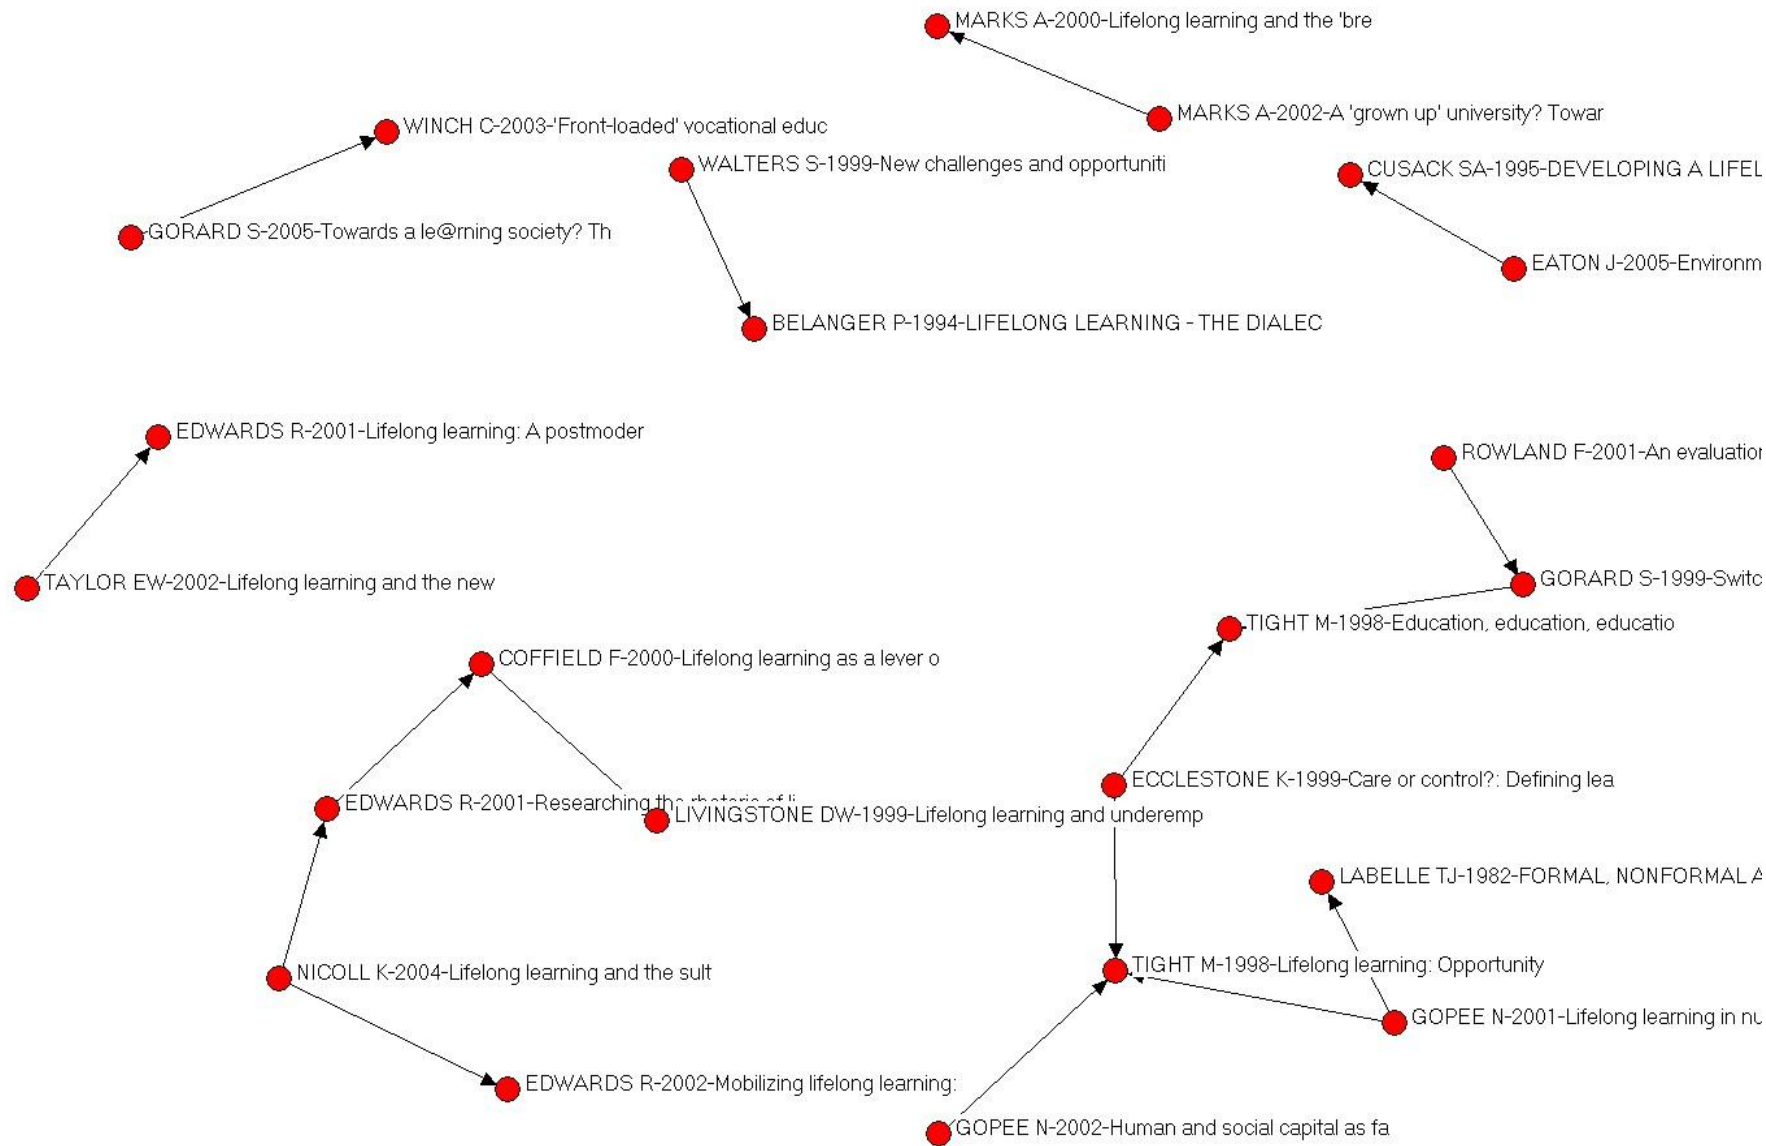 MARKS A-2000-Lifelong learning and the 'bre
MARKS A-2002-A 'grown up' university? Towar
WINCH C-2003-'Front-loaded' vocational educ
WALTERS S-1999-New challenges and opportuniti
CUSACK SA-1995-DEVELOPING A LIFEL
GORARD S-2005-Towards a le@rning society? Th
EATON J-2005-Environm
BELANGER P-1994-LIFELONG LEARNING - THE DIALEC
EDWARDS R-2001-Lifelong learning: A postmoder
ROWLAND F-2001-An evaluation
TAYLOR EW-2002-Lifelong learning and the new
GORARD S-1999-Switc
TIGHT M-1998-Education, education, educatio
COFFIELD F-2000-Lifelong learning as a lever o
ECCLESTONE K-1999-Care or control?: Defining lea
EDWARDS R-2001-Researching the rhetoric of li
LIVINGSTONE DW-1999-Lifelong learning and underemp
LABELLE TJ-1982-FORMAL, NONFORMAL A
NICOLL K-2004-Lifelong learning and the sult
TIGHT M-1998-Lifelong learning: Opportunity
GOPEE N-2001-Lifelong learning in nu
EDWARDS R-2002-Mobilizing lifelong learning:
GOPEE N-2002-Human and social capital as fa